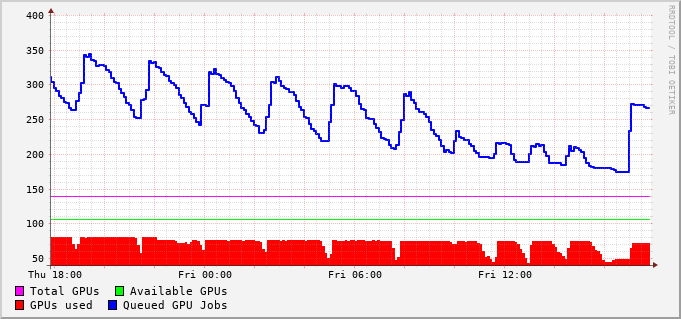 400
350
300
250
200
150
100
50
Thu 18:00 Fri 00:00 Fri 06:00 Fri 12:00
Total GPUs Available GPUs
GPUs used Queued GPU Jobs
RRDTOOL / TOBI OETIKER